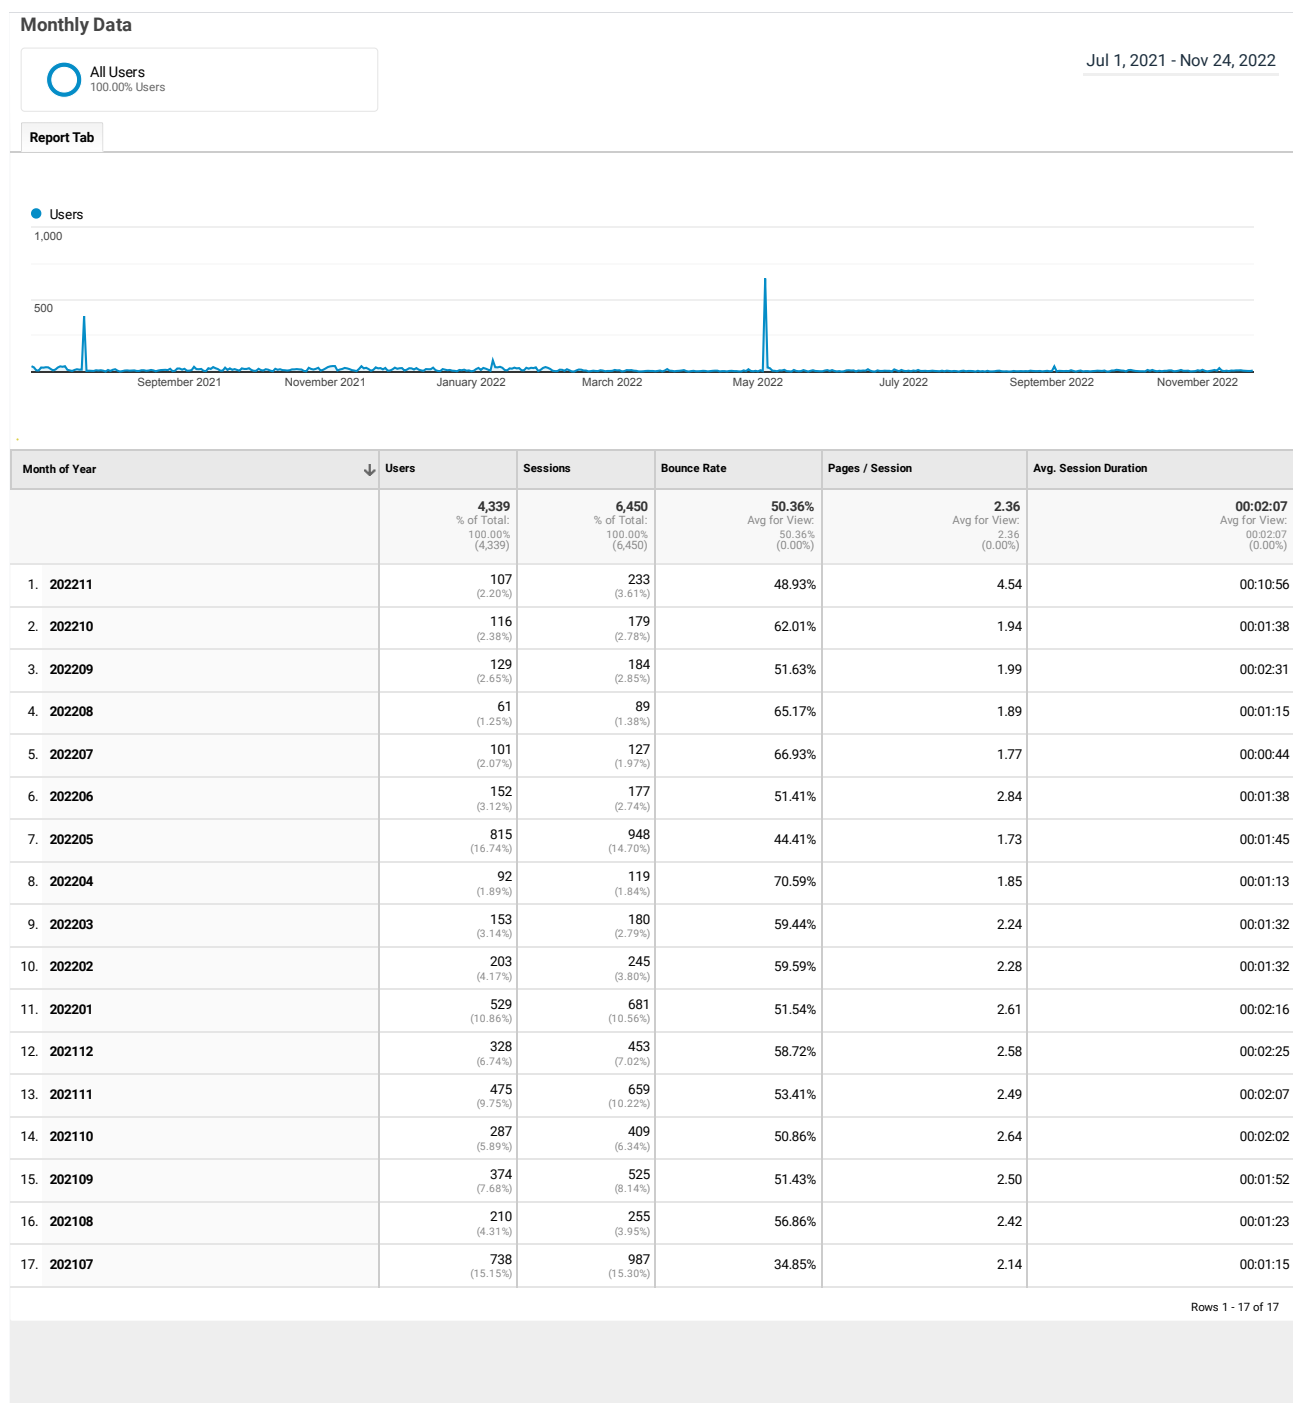 Monthly Data
All Users
100.00% Users
Jul 1, 2021 - Nov 24, 2022
Report Tab
Users
1,000
500
September 2021 November 2021 January 2022 March 2022 May 2022 July 2022 September 2022 November 2022
Month of Year Users Sessions Bounce Rate Pages / Session Avg. Session Duration
4,339 6,450 50.36% 2.36 00:02:07
% of Total: % of Total: Avg for View: Avg for View: Avg for View:
100.00% 100.00% 50.36% 2.36 00:02:07
(4,339) (6,450) (0.00%) (0.00%) (0.00%)
1. 202211 107 233 48.93% 4.54 00:10:56
(2.20%) (3.61%)
2. 202210 116 179 62.01% 1.94 00:01:38
(2.38%) (2.78%)
3. 202209 129 184 51.63% 1.99 00:02:31
(2.65%) (2.85%)
4. 202208 61 89 65.17% 1.89 00:01:15
(1.25%) (1.38%)
5. 202207 101 127 66.93% 1.77 00:00:44
(2.07%) (1.97%)
6. 202206 152 177 51.41% 2.84 00:01:38
(3.12%) (2.74%)
7. 202205 815 948 44.41% 1.73 00:01:45
(16.74%) (14.70%)
8. 202204 92 119 70.59% 1.85 00:01:13
(1.89%) (1.84%)
9. 202203 153 180 59.44% 2.24 00:01:32
(3.14%) (2.79%)
10. 202202 203 245 59.59% 2.28 00:01:32
(4.17%) (3.80%)
11. 202201 529 681 51.54% 2.61 00:02:16
(10.86%) (10.56%)
12. 202112 328 453 58.72% 2.58 00:02:25
(6.74%) (7.02%)
13. 202111 475 659 53.41% 2.49 00:02:07
(9.75%) (10.22%)
14. 202110 287 409 50.86% 2.64 00:02:02
(5.89%) (6.34%)
15. 202109 374 525 51.43% 2.50 00:01:52
(7.68%) (8.14%)
16. 202108 210 255 56.86% 2.42 00:01:23
(4.31%) (3.95%)
17. 202107 738 987 34.85% 2.14 00:01:15
(15.15%) (15.30%)
Rows 1 - 17 of 17